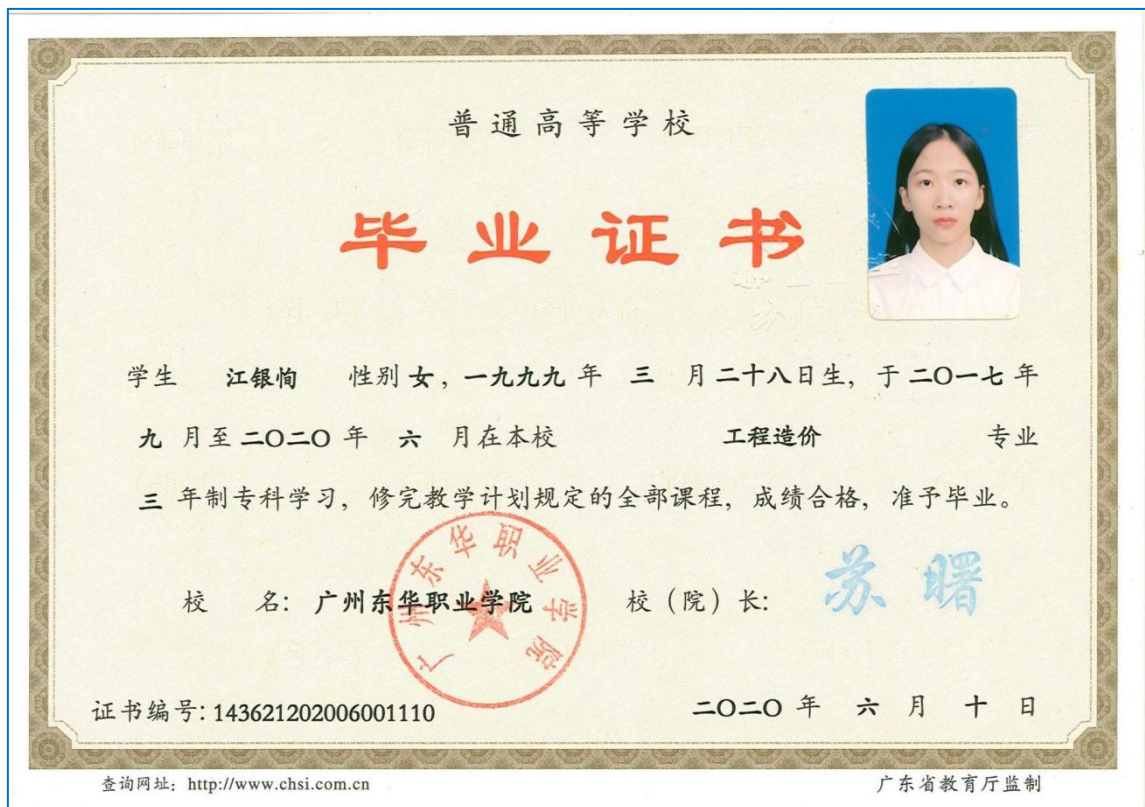 普通高等学校
毕业证书
学生 江银恂 性别 女，一九九九 年 三 月 二十八 日生，于 二〇一七 年
九 月至 二〇二〇 年 六 月在本校 工程造价 专业
三 年制专科学习，修完教学计划规定的全部课程，成绩合格，准予毕业。
校 名：广州东华职业学院 校（院）长：苏曙
广州东华职业学院
证书编号：143621202006001110 二〇二〇 年 六 月 十 日
查询网址：http://www.chsi.com.cn 广东省教育厅监制